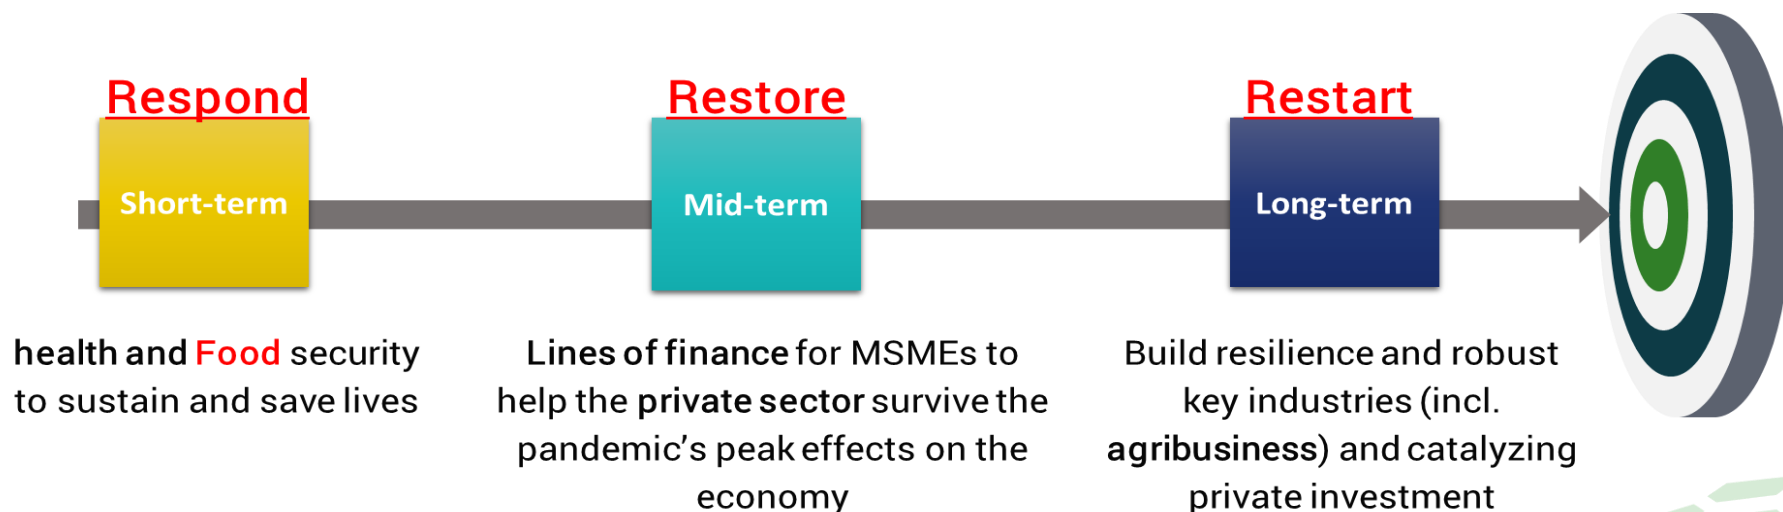 Respond
Short-term
health and Food security
to sustain and save lives
Restore
Mid-term
Lines of finance for MSMEs to
help the private sector survive the
pandemic’s peak effects on the
economy
Restart
Long-term
Build resilience and robust
key industries (incl.
agribusiness) and catalyzing
private investment